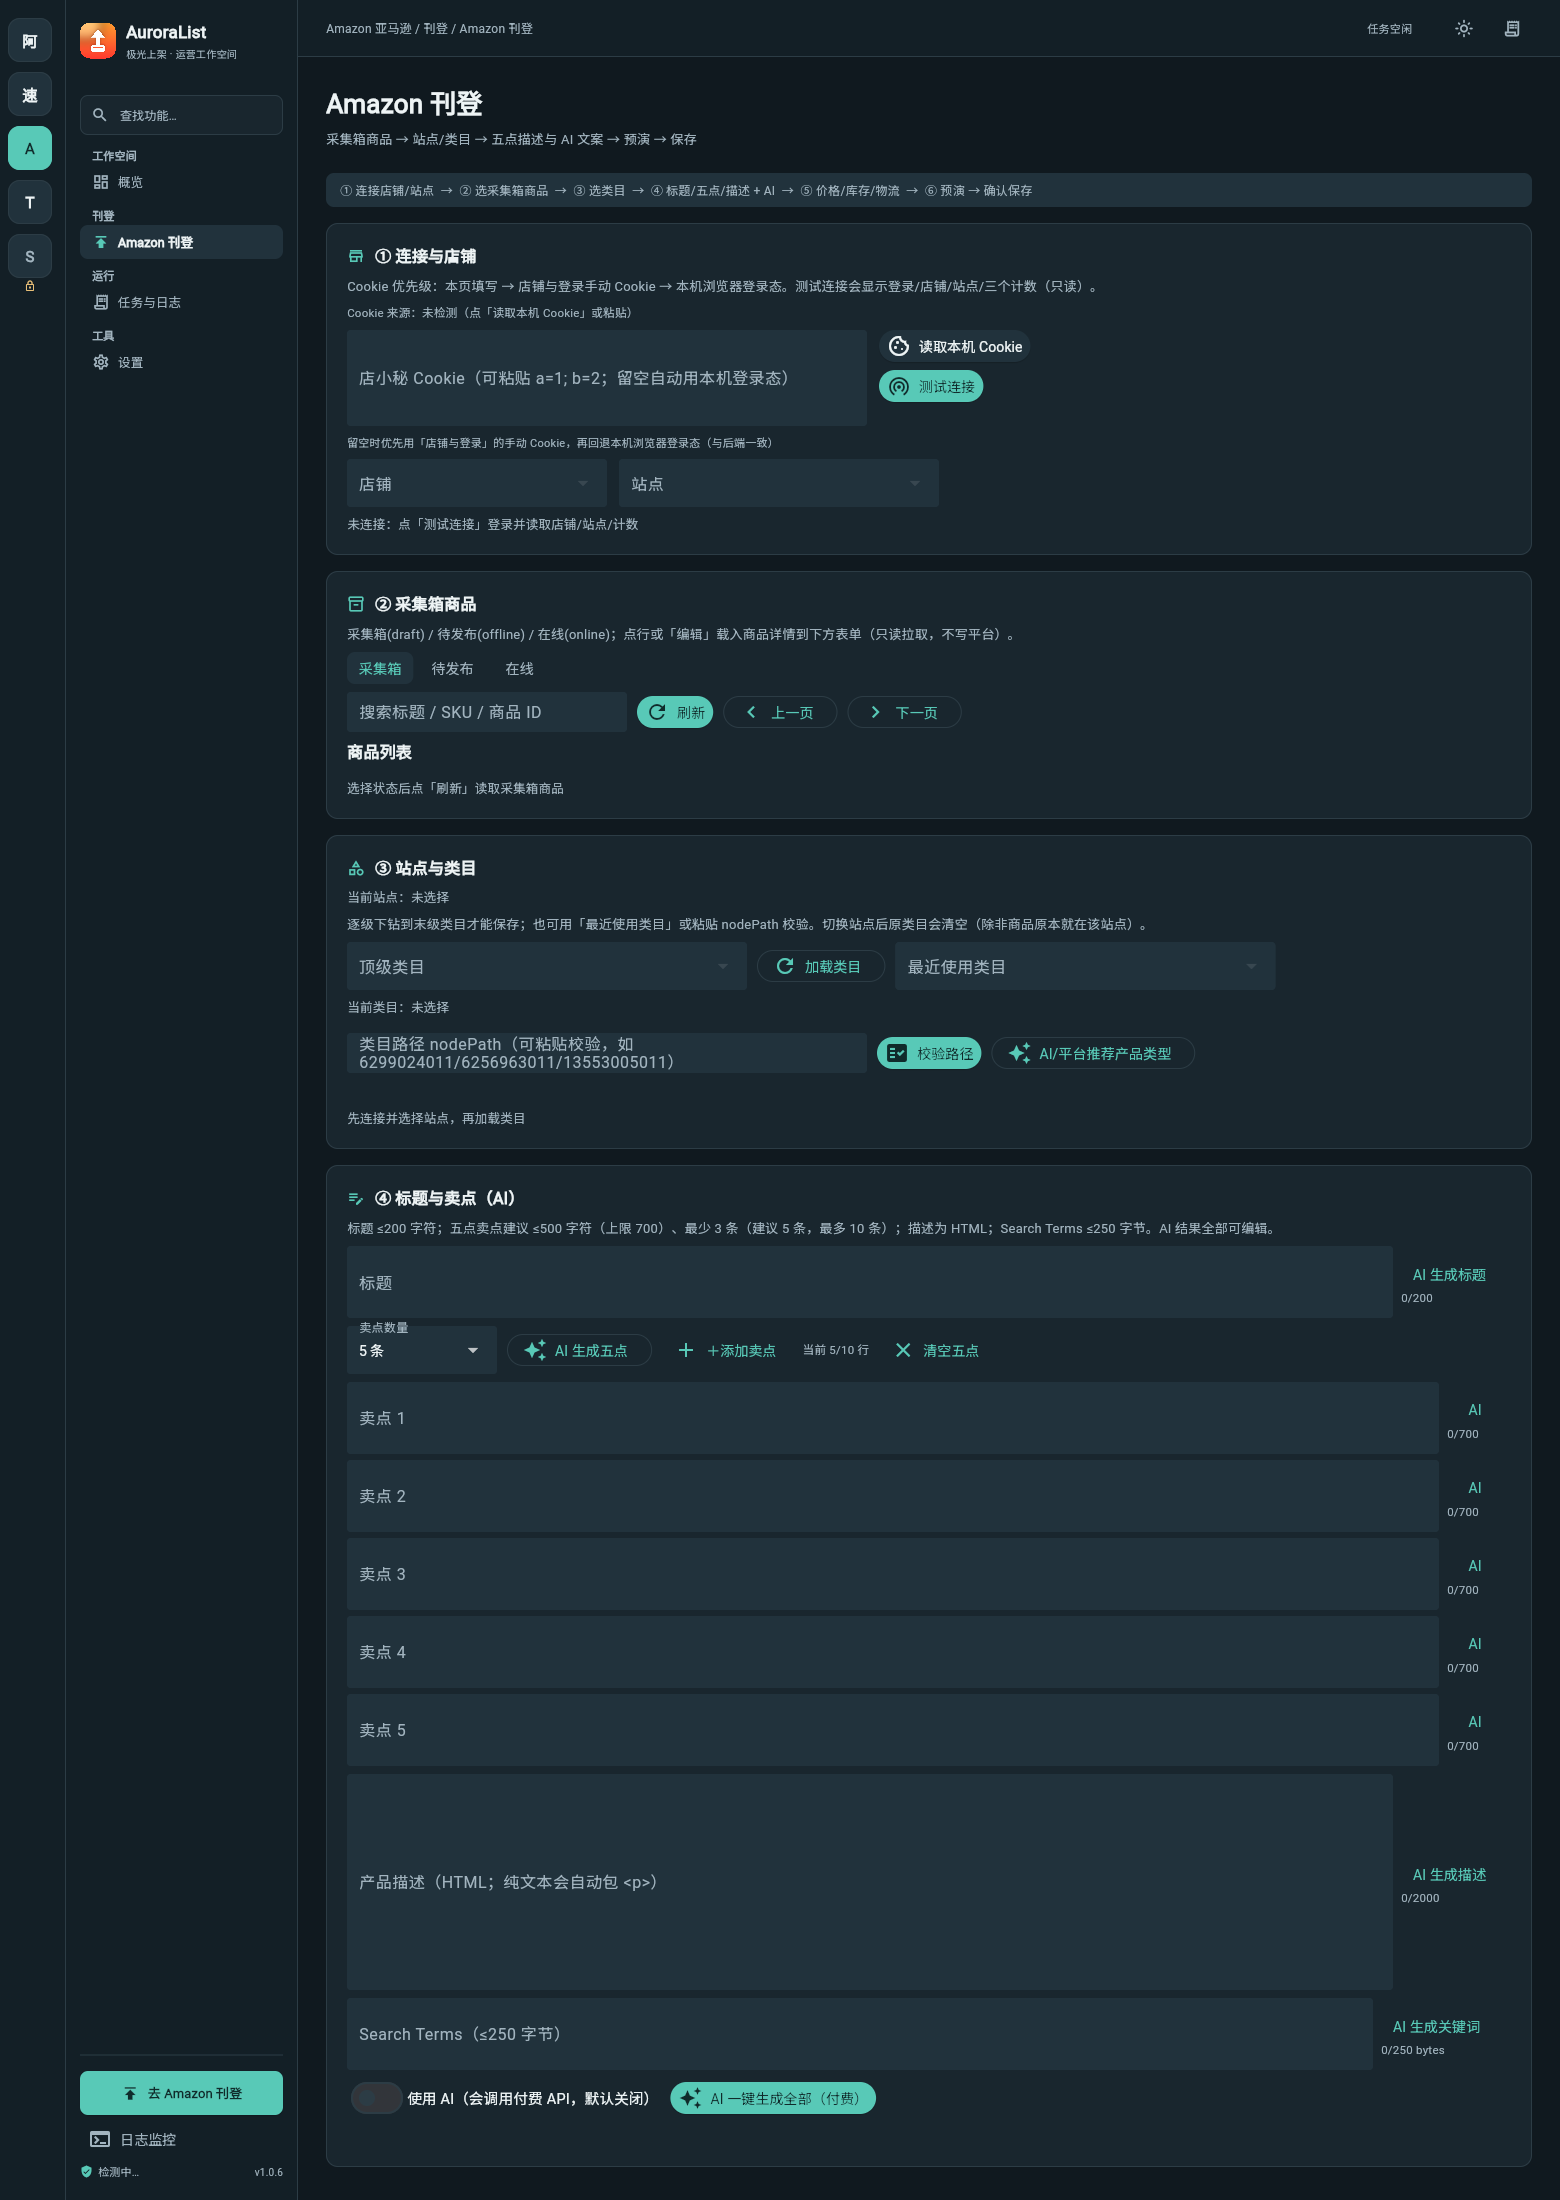 阿
速
A
T
S
AuroraList
极光上架 · 运营工作空间
查找功能...
工作空间
概览
刊登
Amazon 刊登
运行
任务与日志
工具
设置
去 Amazon 刊登
日志监控
检测中...
v1.0.6
Amazon 亚马逊 / 刊登 / Amazon 刊登
任务空闲
Amazon 刊登
采集箱商品 → 站点/类目 → 五点描述与 AI 文案 → 预演 → 保存
① 连接店铺/站点 → ② 选采集箱商品 → ③ 选类目 → ④ 标题/五点/描述 + AI → ⑤ 价格/库存/物流 → ⑥ 预演 → 确认保存
① 连接与店铺
Cookie 优先级：本页填写 → 店铺与登录手动 Cookie → 本机浏览器登录态。测试连接会显示登录/店铺/站点/三个计数（只读）。
Cookie 来源：未检测（点「读取本机 Cookie」或粘贴）
店小秘 Cookie（可粘贴 a=1; b=2；留空自动用本机登录态）
读取本机 Cookie
测试连接
留空时优先用「店铺与登录」的手动 Cookie，再回退本机浏览器登录态（与后端一致）
店铺
站点
未连接：点「测试连接」登录并读取店铺/站点/计数
② 采集箱商品
采集箱(draft) / 待发布(offline) / 在线(online)；点行或「编辑」载入商品详情到下方表单（只读拉取，不写平台）。
采集箱
待发布
在线
搜索标题 / SKU / 商品 ID
刷新
上一页
下一页
商品列表
选择状态后点「刷新」读取采集箱商品
③ 站点与类目
当前站点：未选择
逐级下钻到末级类目才能保存；也可用「最近使用类目」或粘贴 nodePath 校验。切换站点后原类目会清空（除非商品原本就在该站点）。
顶级类目
加载类目
最近使用类目
当前类目：未选择
类目路径 nodePath（可粘贴校验，如
6299024011/6256963011/13553005011）
校验路径
AI/平台推荐产品类型
先连接并选择站点，再加载类目
④ 标题与卖点（AI）
标题 ≤200 字符；五点卖点建议 ≤500 字符（上限 700）、最少 3 条（建议 5 条，最多 10 条）；描述为 HTML；Search Terms ≤250 字节。AI 结果全部可编辑。
标题
AI 生成标题
0/200
卖点数量
5 条
AI 生成五点
＋添加卖点
当前 5/10 行
清空五点
卖点 1
AI
0/700
卖点 2
AI
0/700
卖点 3
AI
0/700
卖点 4
AI
0/700
卖点 5
AI
0/700
产品描述（HTML；纯文本会自动包 <p>）
AI 生成描述
0/2000
Search Terms（≤250 字节）
AI 生成关键词
0/250 bytes
使用 AI（会调用付费 API，默认关闭）
AI 一键生成全部（付费）